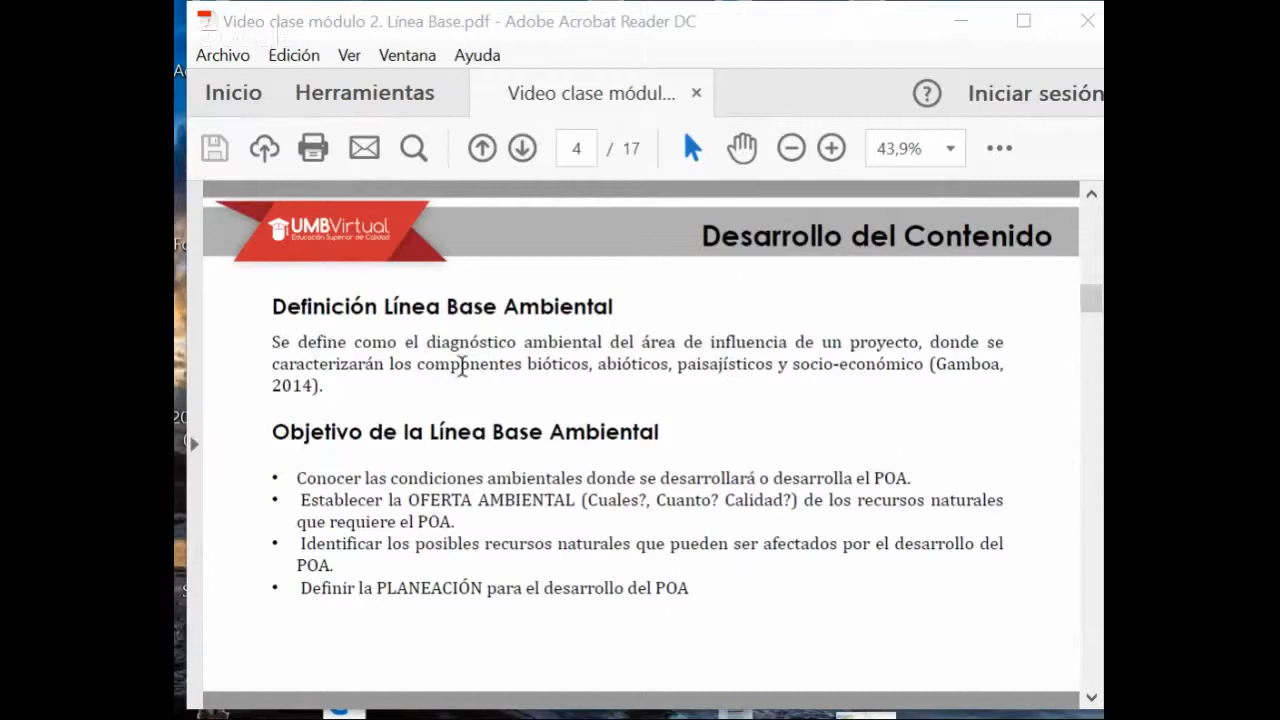 Video clase módulo 2. Línea Base.pdf - Adobe Acrobat Reader DC
Archivo Edición Ver Ventana Ayuda
Inicio Herramientas Video clase módul... Iniciar sesión
4 / 17 43,9%
UMBVirtual
Educación Superior de Calidad
Desarrollo del Contenido
Definición Línea Base Ambiental
Se define como el diagnóstico ambiental del área de influencia de un proyecto, donde se
caracterizarán los componentes bióticos, abióticos, paisajísticos y socio-económico (Gamboa,
2014).
Objetivo de la Línea Base Ambiental
• Conocer las condiciones ambientales donde se desarrollará o desarrolla el POA.
• Establecer la OFERTA AMBIENTAL (Cuales?, Cuanto? Calidad?) de los recursos naturales
que requiere el POA.
• Identificar los posibles recursos naturales que pueden ser afectados por el desarrollo del
POA.
• Definir la PLANEACIÓN para el desarrollo del POA